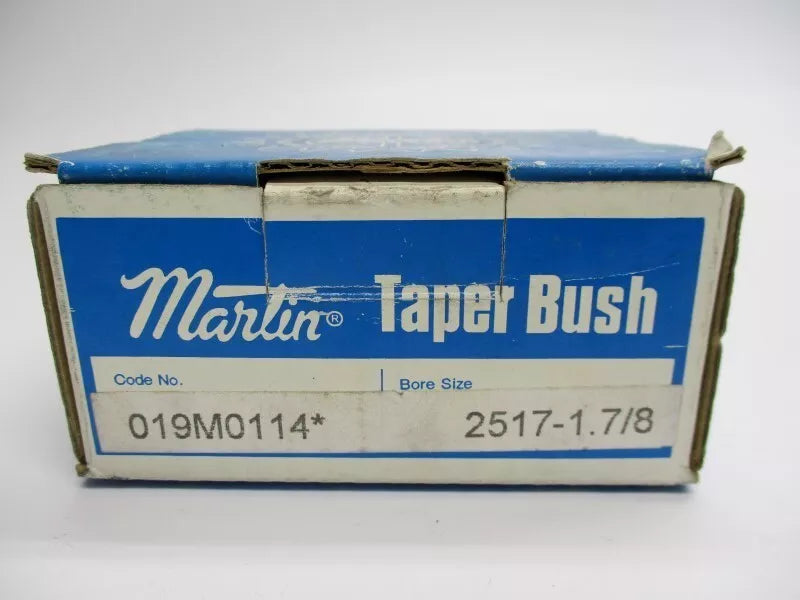 Martin® Taper Bush
Code No. Bore Size
019M0114* 2517-1.7/8